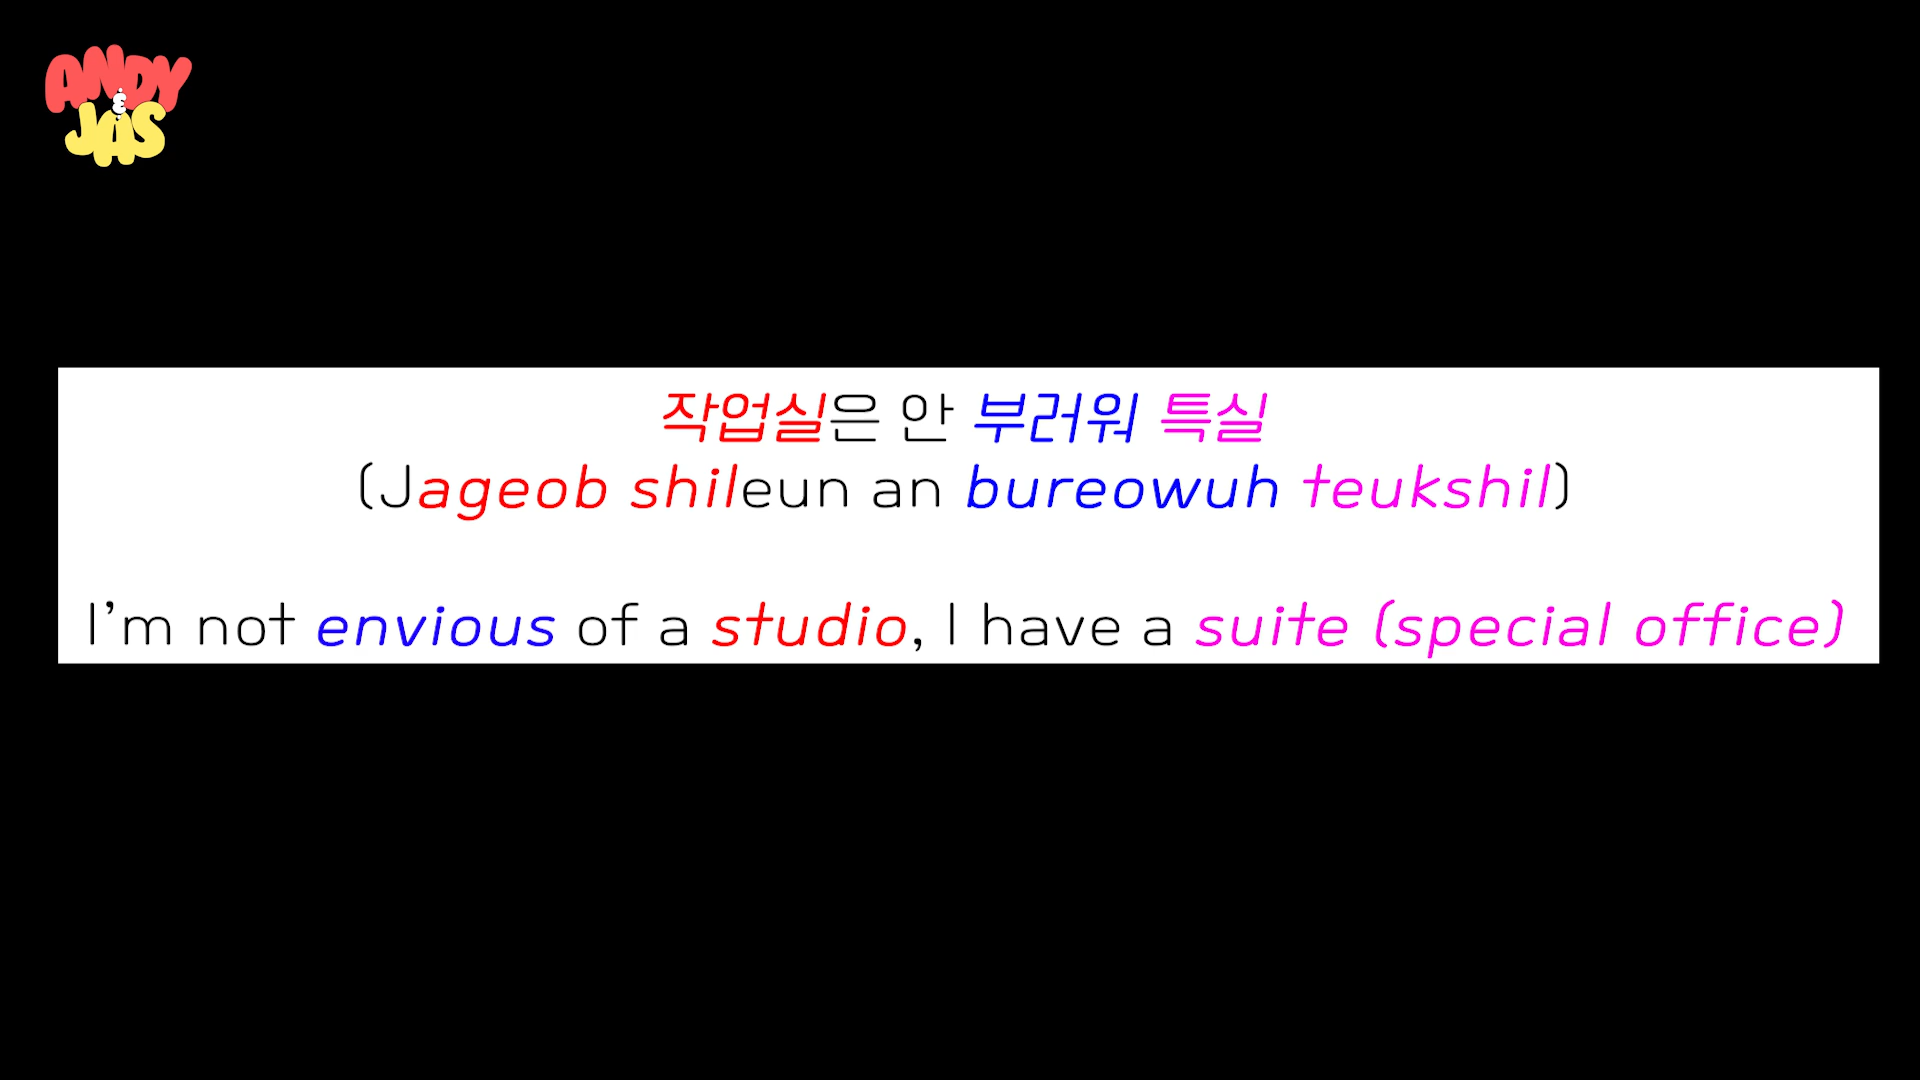 ANDY
&
JAS
작업실은 안 부러워 특실
(Jageob shileun an bureowuh teukshil)
I'm not envious of a studio, I have a suite (special office)